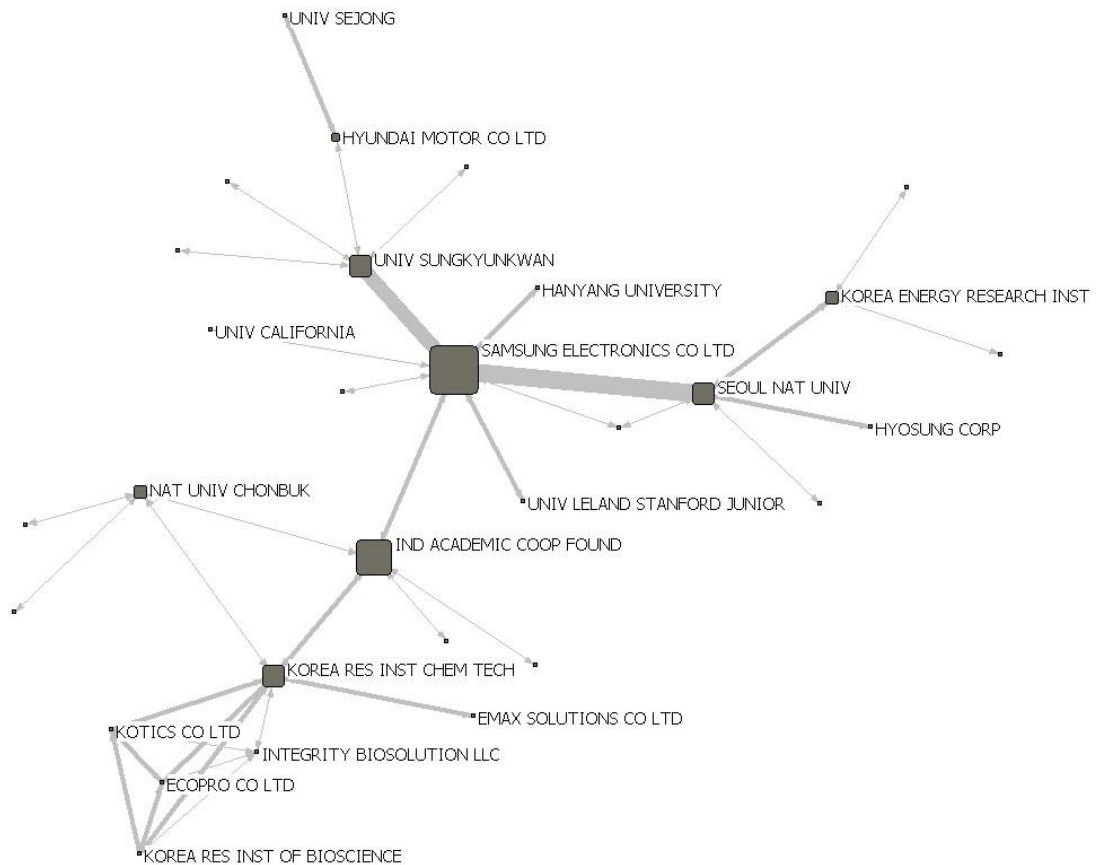 UNIV SEJONG
HYUNDAI MOTOR CO LTD
UNIV SUNGKYUNKWAN
HANYANG UNIVERSITY
KOREA ENERGY RESEARCH INST
UNIV CALIFORNIA
SAMSUNG ELECTRONICS CO LTD
SEOUL NAT UNIV
HYOSUNG CORP
NAT UNIV CHONBUK
UNIV LELAND STANFORD JUNIOR
IND ACADEMIC COOP FOUND
KOREA RES INST CHEM TECH
EMAX SOLUTIONS CO LTD
KOTICS CO LTD
INTEGRITY BIOSOLUTION LLC
ECOPRO CO LTD
KOREA RES INST OF BIOSCIENCE